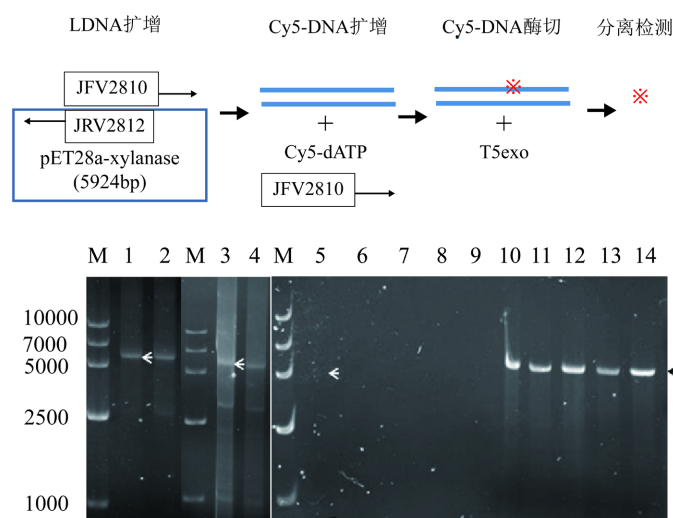 LDNA扩增 Cy5-DNA扩增 Cy5-DNA酶切 分离检测
JFV2810
JRV2812
pET28a-xylanase
(5924bp)
+
Cy5-dATP
JFV2810
※
+
T5exo
※
M 1 2 M 3 4 M 5 6 7 8 9 10 11 12 13 14
10000
7000
5000
2500
1000